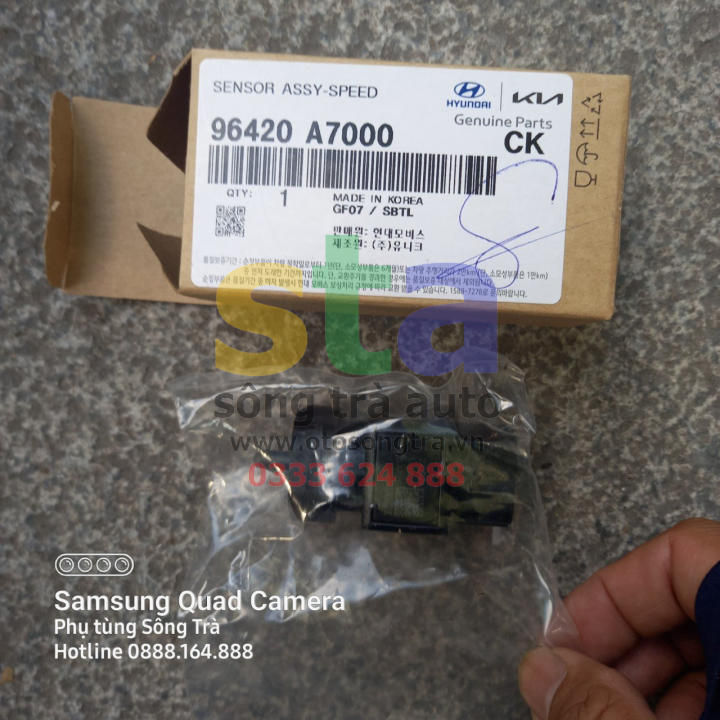 SENSOR ASSY-SPEED
HYUNDAI
KIA
Genuine Parts
96420 A7000
CK
QTY: 1
MADE IN KOREA
GF07 / SBTL
판매원: 현대모비스
제조원: (주)유니크
sta
sông trà auto
www.otosongtra.vn
0333 624 888
Samsung Quad Camera
Phụ tùng Sông Trà
Hotline 0888.164.888